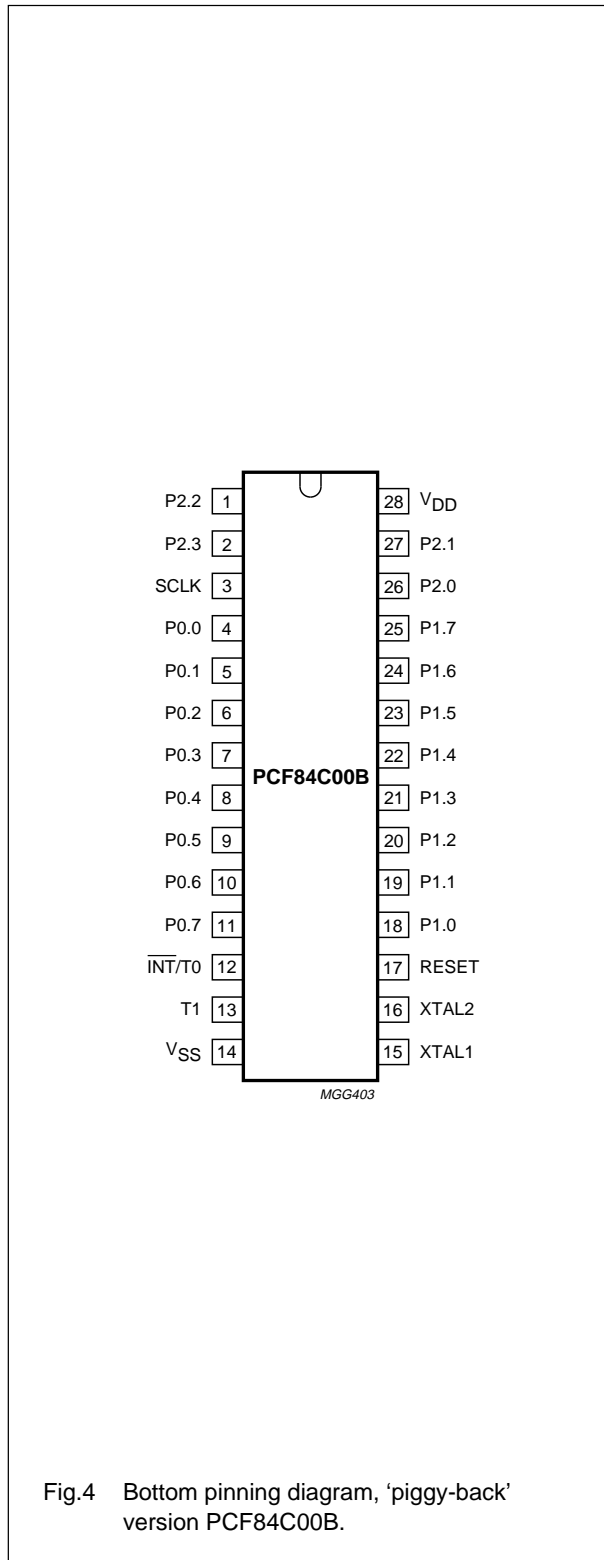 P2.2 1 28 VDD
P2.3 2 27 P2.1
SCLK 3 26 P2.0
P0.0 4 25 P1.7
P0.1 5 24 P1.6
P0.2 6 23 P1.5
P0.3 7 22 P1.4
PCF84C00B
P0.4 8 21 P1.3
P0.5 9 20 P1.2
P0.6 10 19 P1.1
P0.7 11 18 P1.0
INT/T0 12 17 RESET
T1 13 16 XTAL2
VSS 14 15 XTAL1
MGG403
Fig.4 Bottom pinning diagram, ‘piggy-back’
version PCF84C00B.